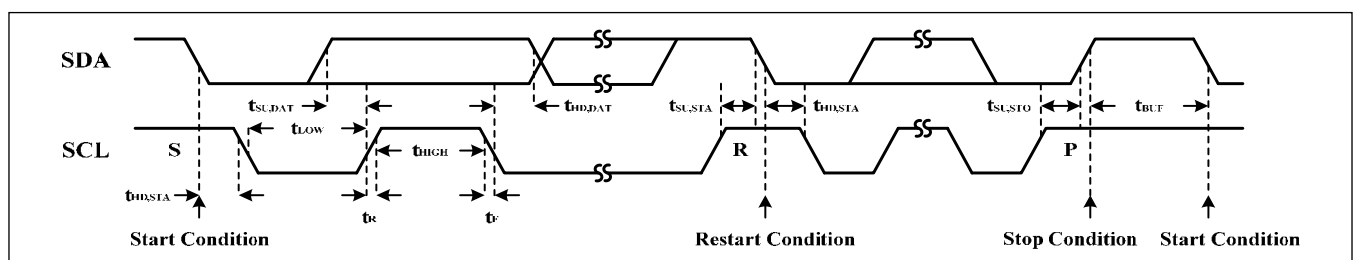 SDA
tSU,DAT
tHD,DAT
tSU,STA
tHD,STA
tSU,STO
tBUF
tLOW
SCL
S
tHIGH
R
P
tHD,STA
tR
tF
Start Condition
Restart Condition
Stop Condition
Start Condition